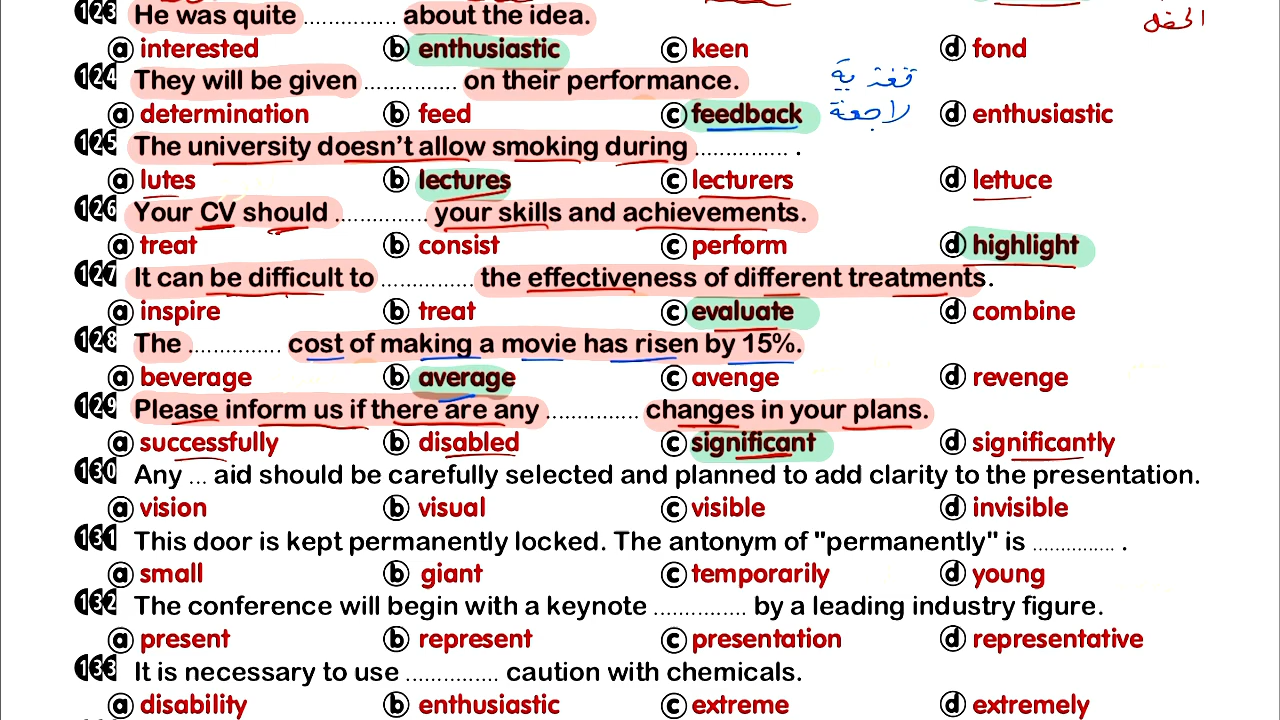 الحفل
123 He was quite .............. about the idea.
a interested b enthusiastic c keen d fond
124 They will be given .............. on their performance.
a determination b feed c feedback d enthusiastic
راجعة
125 The university doesn’t allow smoking during .............. .
a lutes b lectures c lecturers d lettuce
126 Your CV should .............. your skills and achievements.
a treat b consist c perform d highlight
127 It can be difficult to .............. the effectiveness of different treatments.
a inspire b treat c evaluate d combine
128 The .............. cost of making a movie has risen by 15%.
a beverage b average c avenge d revenge
129 Please inform us if there are any .............. changes in your plans.
a successfully b disabled c significant d significantly
130 Any ... aid should be carefully selected and planned to add clarity to the presentation.
a vision b visual c visible d invisible
131 This door is kept permanently locked. The antonym of "permanently" is .............. .
a small b giant c temporarily d young
132 The conference will begin with a keynote .............. by a leading industry figure.
a present b represent c presentation d representative
133 It is necessary to use .............. caution with chemicals.
a disability b enthusiastic c extreme d extremely